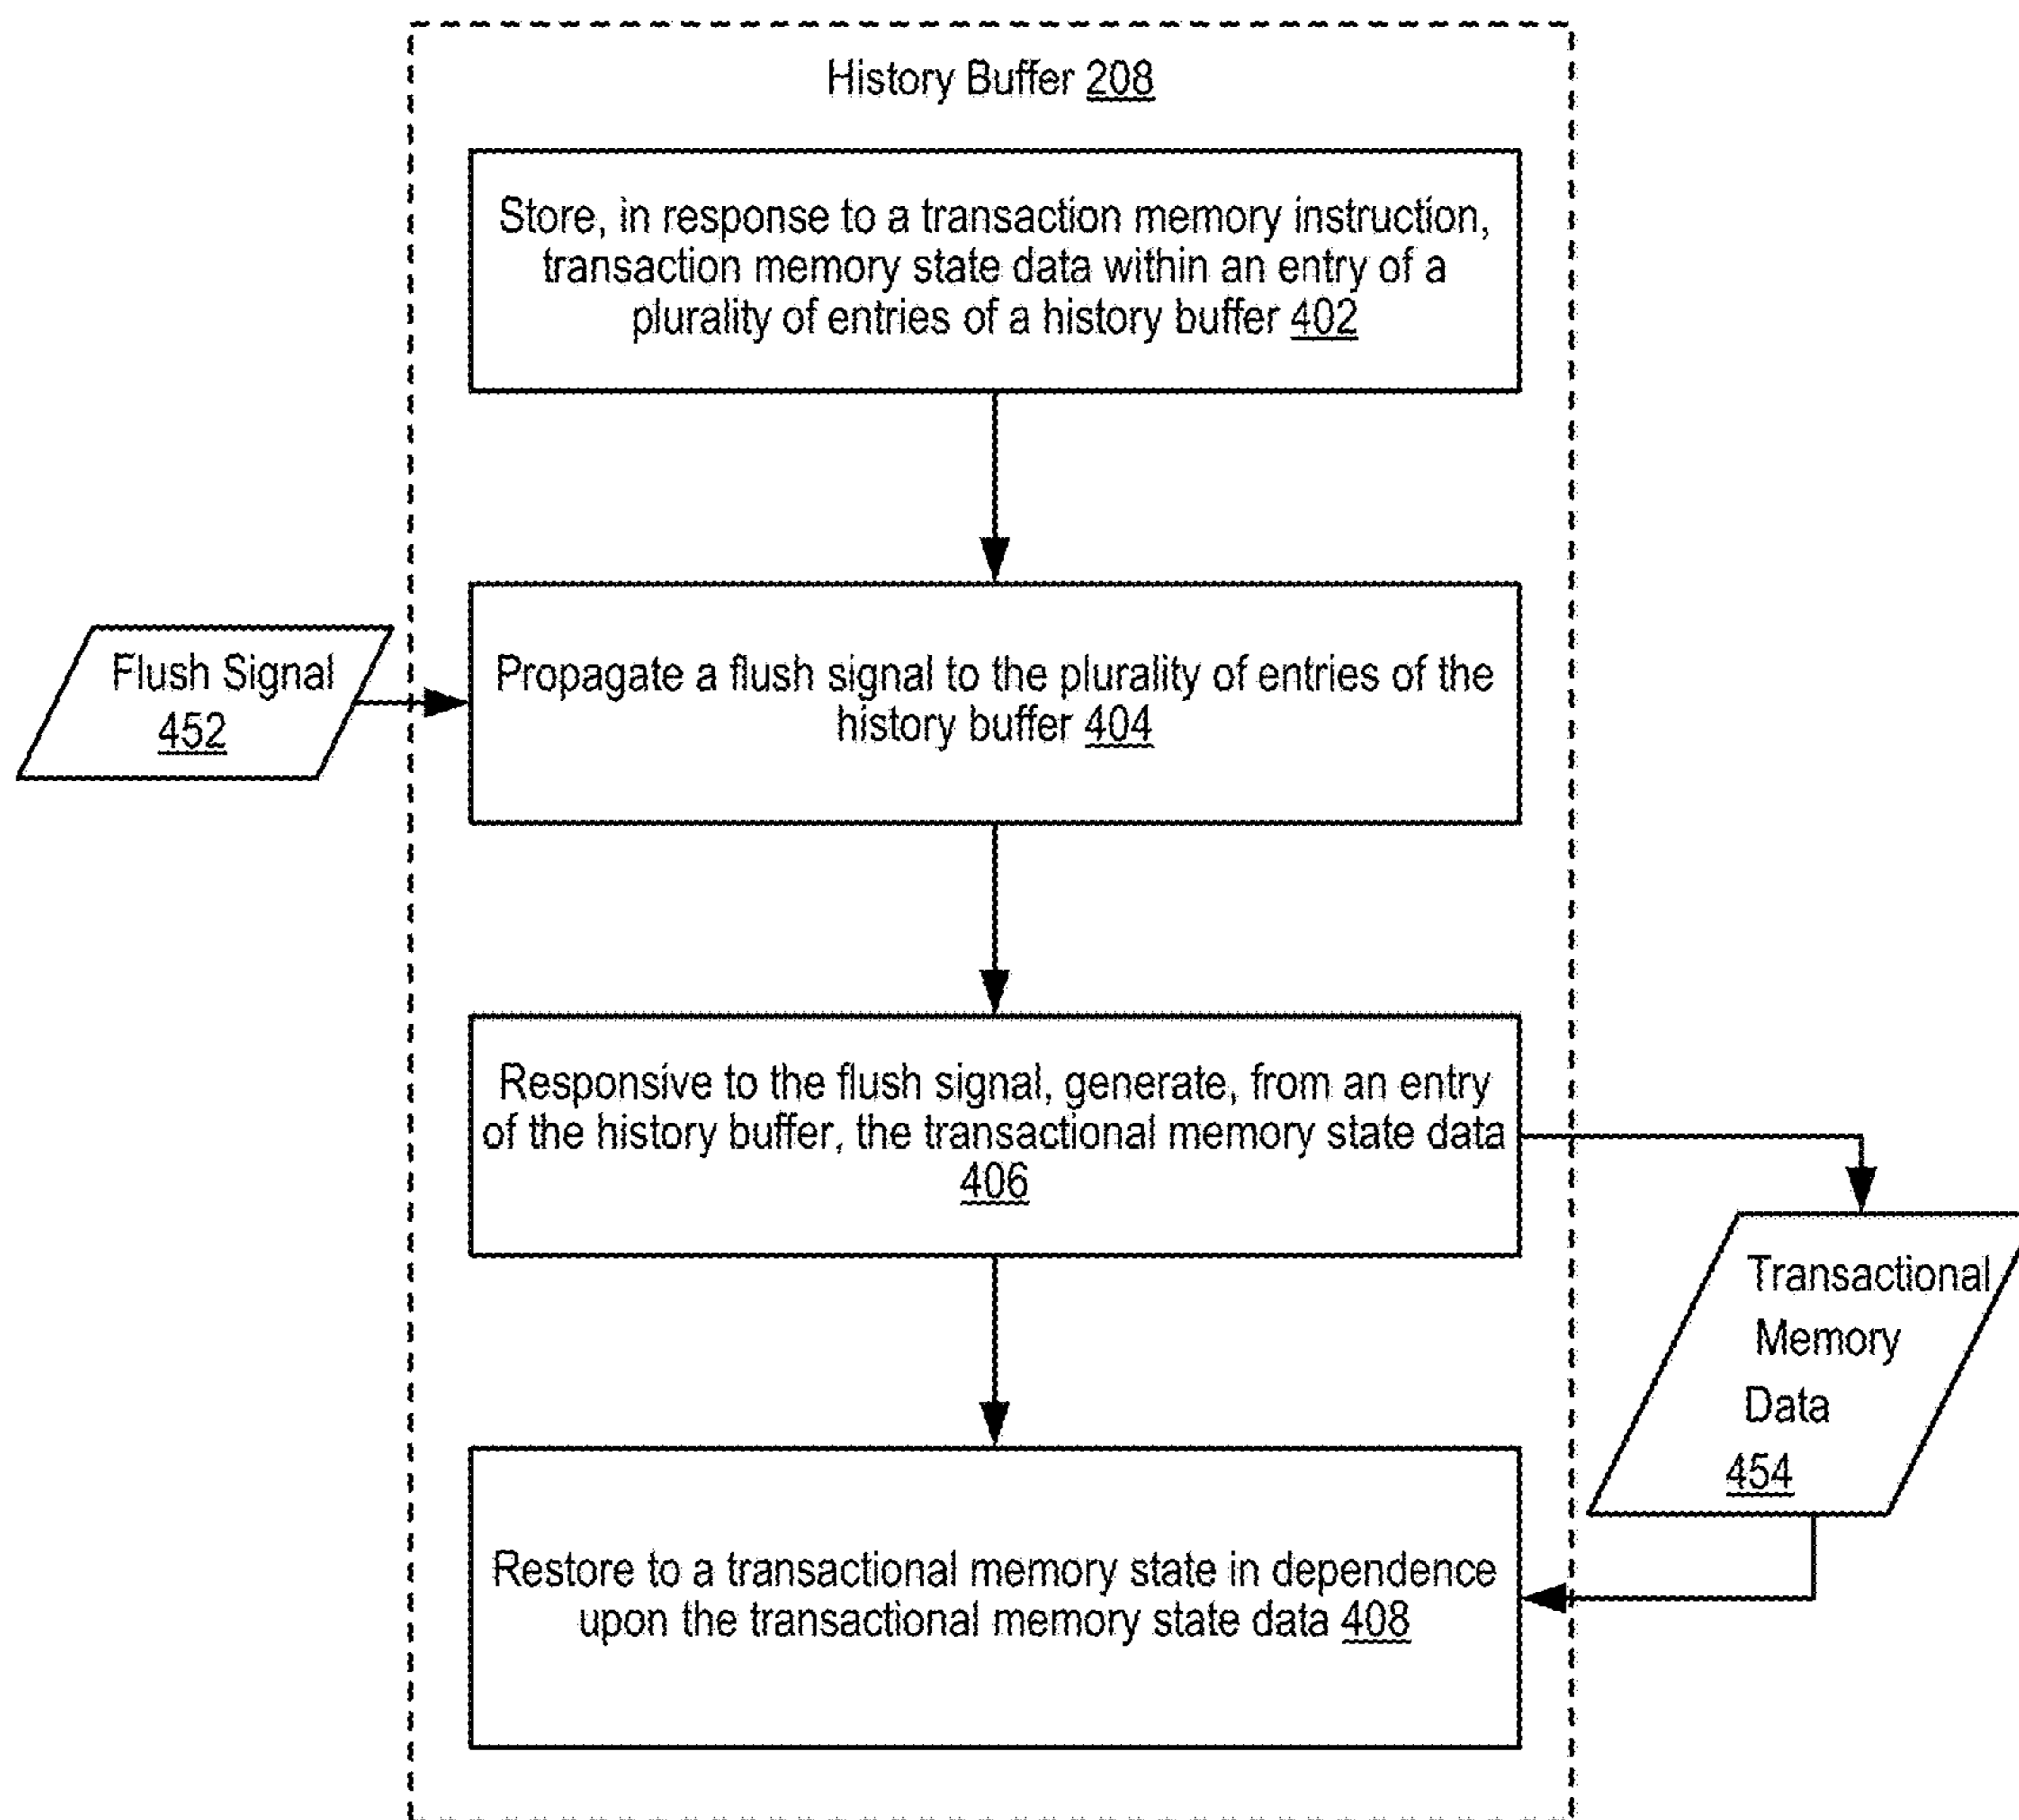 History Buffer 208
Store, in response to a transaction memory instruction,
transaction memory state data within an entry of a
plurality of entries of a history buffer 402
Flush Signal
452
Propagate a flush signal to the plurality of entries of the
history buffer 404
Responsive to the flush signal, generate, from an entry
of the history buffer, the transactional memory state data
406
Transactional
Memory
Data
454
Restore to a transactional memory state in dependence
upon the transactional memory state data 408